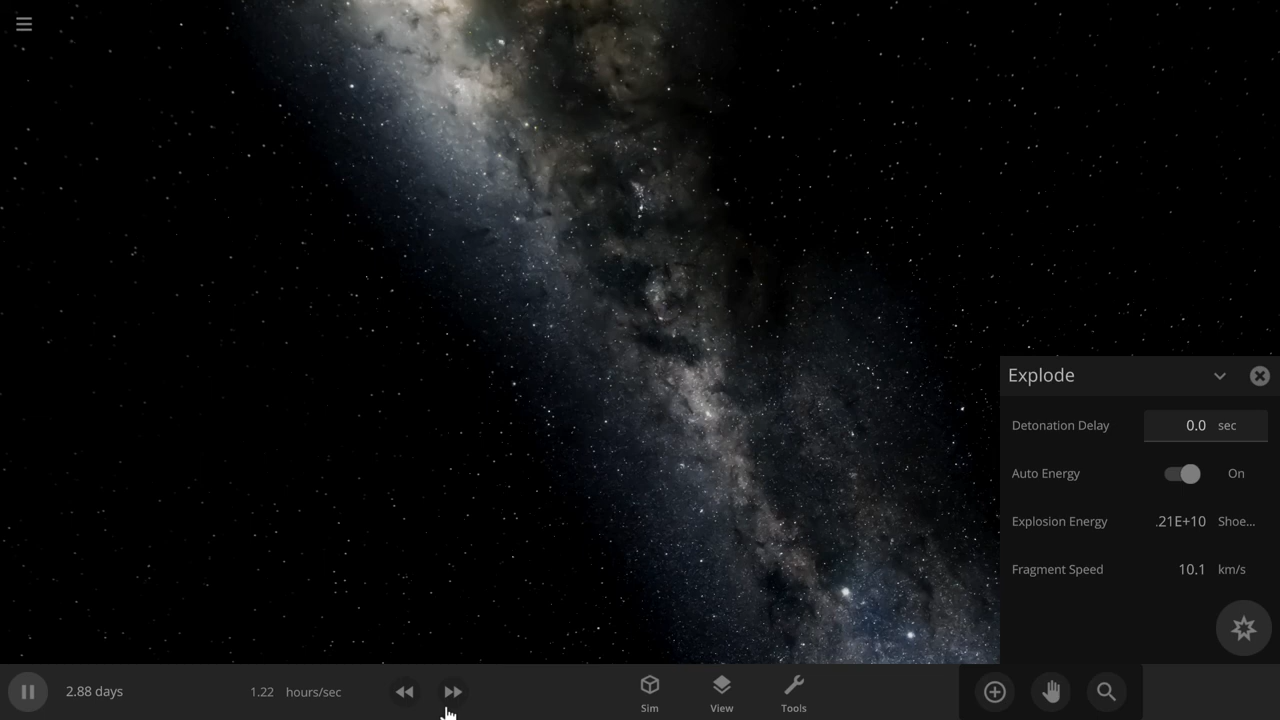 Explode
Detonation Delay 0.0 sec
Auto Energy On
Explosion Energy .21E+10 Shoe...
Fragment Speed 10.1 km/s
2.88 days 1.22 hours/sec
Sim View Tools